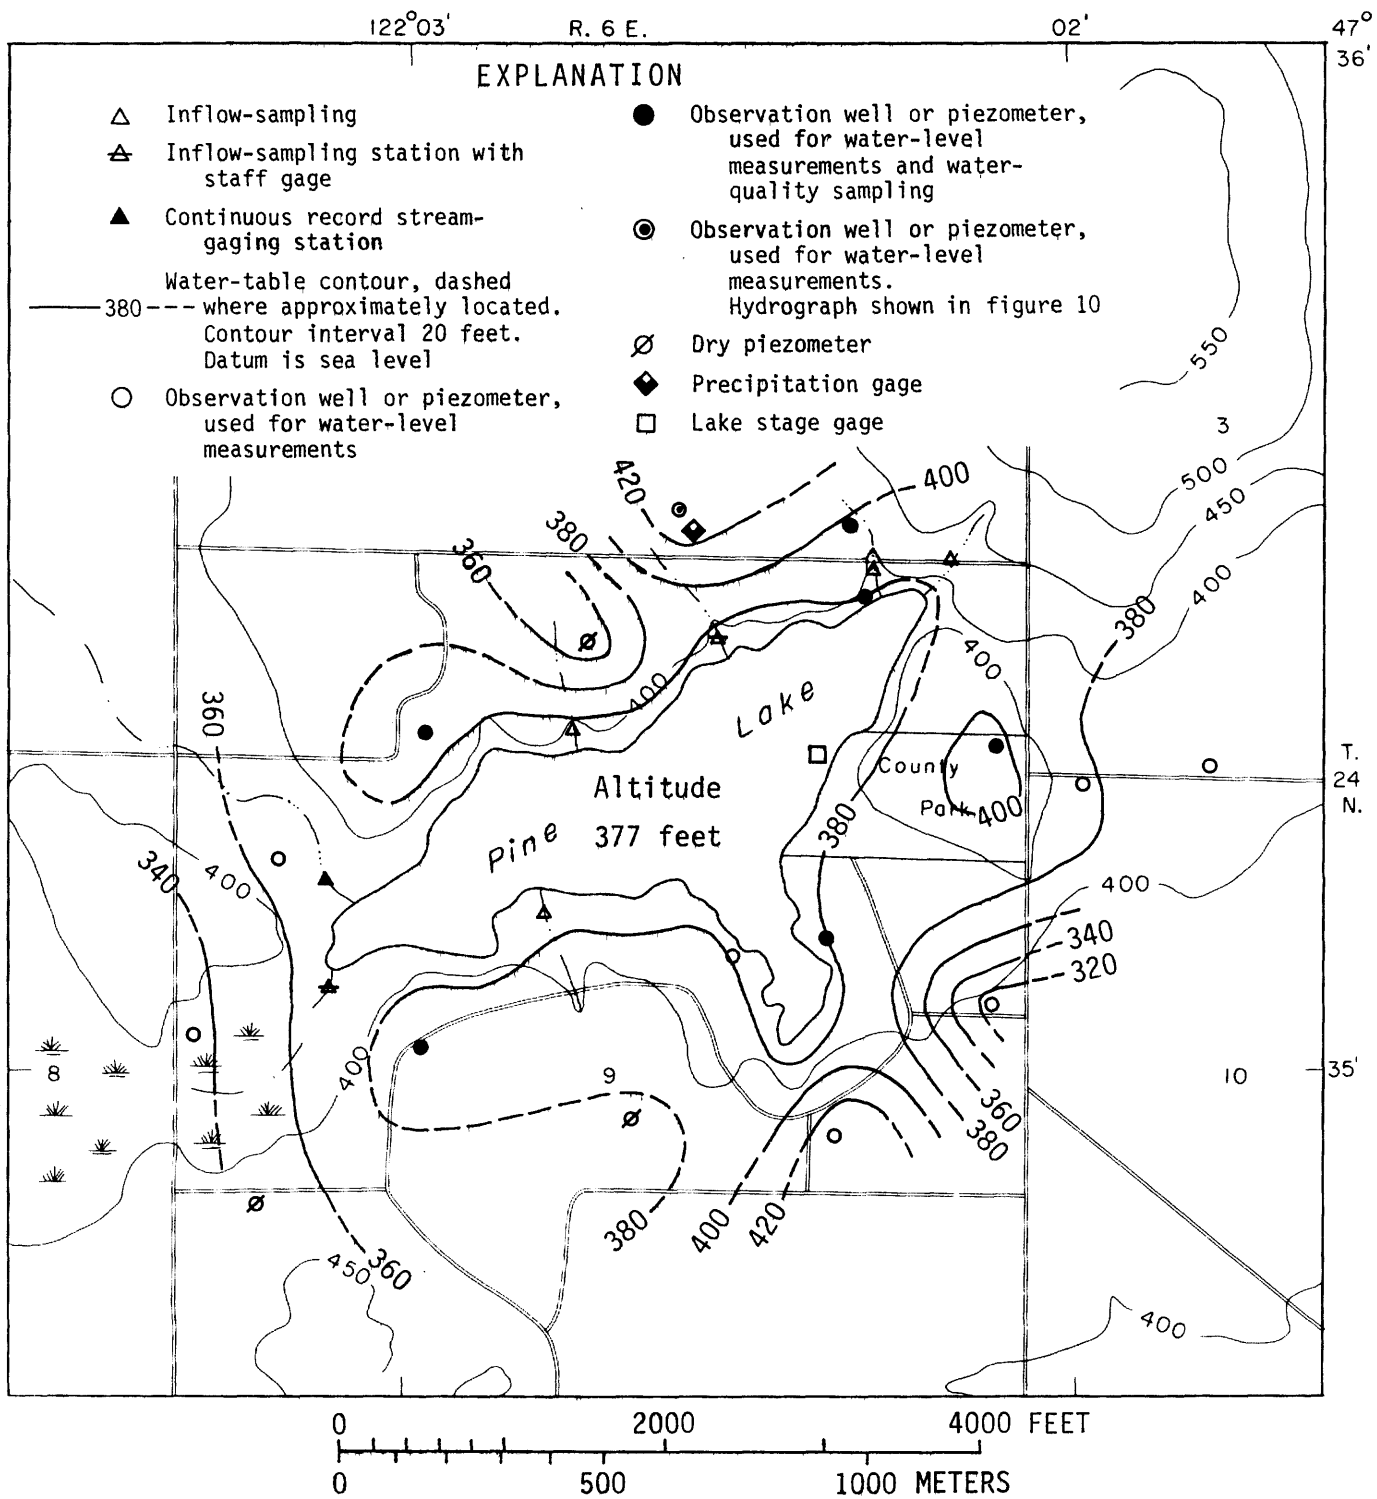 122°03'
R. 6 E.
02'
47°
36'
EXPLANATION
Inflow-sampling
Inflow-sampling station with
staff gage
Continuous record stream-
gaging station
Water-table contour, dashed
380 where approximately located.
Contour interval 20 feet.
Datum is sea level
Observation well or piezometer,
used for water-level
measurements
Observation well or piezometer,
used for water-level
measurements and water-
quality sampling
Observation well or piezometer,
used for water-level
measurements.
Hydrograph shown in figure 10
Dry piezometer
Precipitation gage
Lake stage gage
550
3
500
450
400
420
400
380
360
380
400
400
360
Lake
T.
24
N.
County
Park
400
Altitude
377 feet
Pine
380
340
400
400
340
320
35'
8
9
10
400
360
380
380
400
420
450
360
400
0 2000 4000 FEET
0 500 1000 METERS